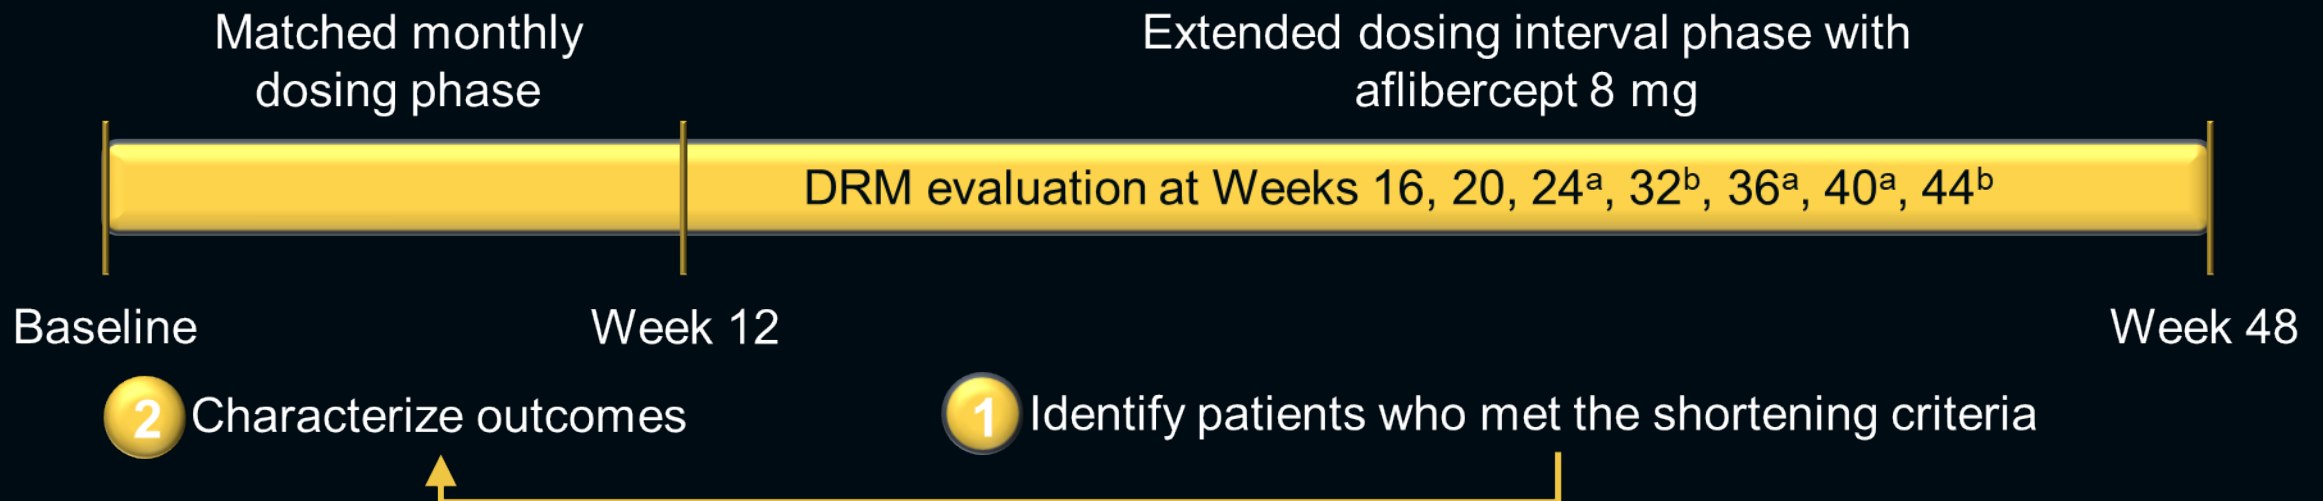 Matched monthly
dosing phase
Extended dosing interval phase with
aflibercept 8 mg
DRM evaluation at Weeks 16, 20, 24ᵃ, 32ᵇ, 36ᵃ, 40ᵃ, 44ᵇ
Baseline
Week 12
Week 48
2 Characterize outcomes
1 Identify patients who met the shortening criteria